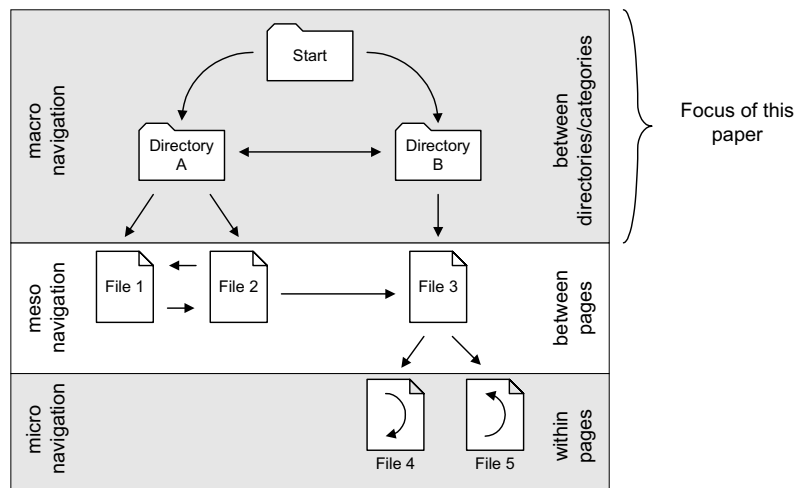 Start
macro
navigation
Directory
A
Directory
B
between
directories/categories
Focus of this
paper
meso
navigation
File 1
File 2
File 3
between
pages
micro
navigation
File 4
File 5
within
pages